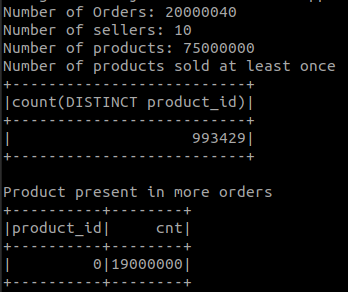 Number of Orders: 20000040
Number of sellers: 10
Number of products: 75000000
Number of products sold at least once
+--------------------------+
|count(DISTINCT product_id)|
+--------------------------+
|                    993429|
+--------------------------+
Product present in more orders
+----------+--------+
|product_id|     cnt|
+----------+--------+
|         0|19000000|
+----------+--------+